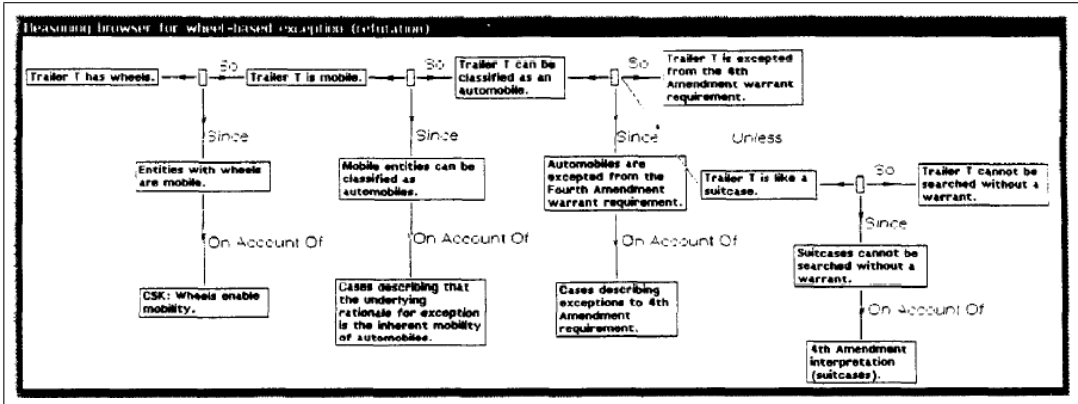 Reasoning browser for wheel-based exception (refutation)
Trailer T has wheels.
So
Trailer T is mobile.
So
Trailer T can be
classified as an
automobile.
So
Trailer T is excepted
from the 4th
Amendment warrant
requirement.
Since
Entities with wheels
are mobile.
On Account Of
CSK: Wheels enable
mobility.
Since
Mobile entities can be
classified as
automobiles.
On Account Of
Cases describing that
the underlying
rationale for exception
is the inherent mobility
of automobiles.
Since
Automobiles are
excepted from the
Fourth Amendment
warrant requirement.
On Account Of
Cases describing
exceptions to 4th
Amendment
requirement.
Unless
Trailer T is like a
suitcase.
So
Trailer T cannot be
searched without a
warrant.
Since
Suitcases cannot be
searched without a
warrant.
On Account Of
4th Amendment
interpretation
(suitcases).